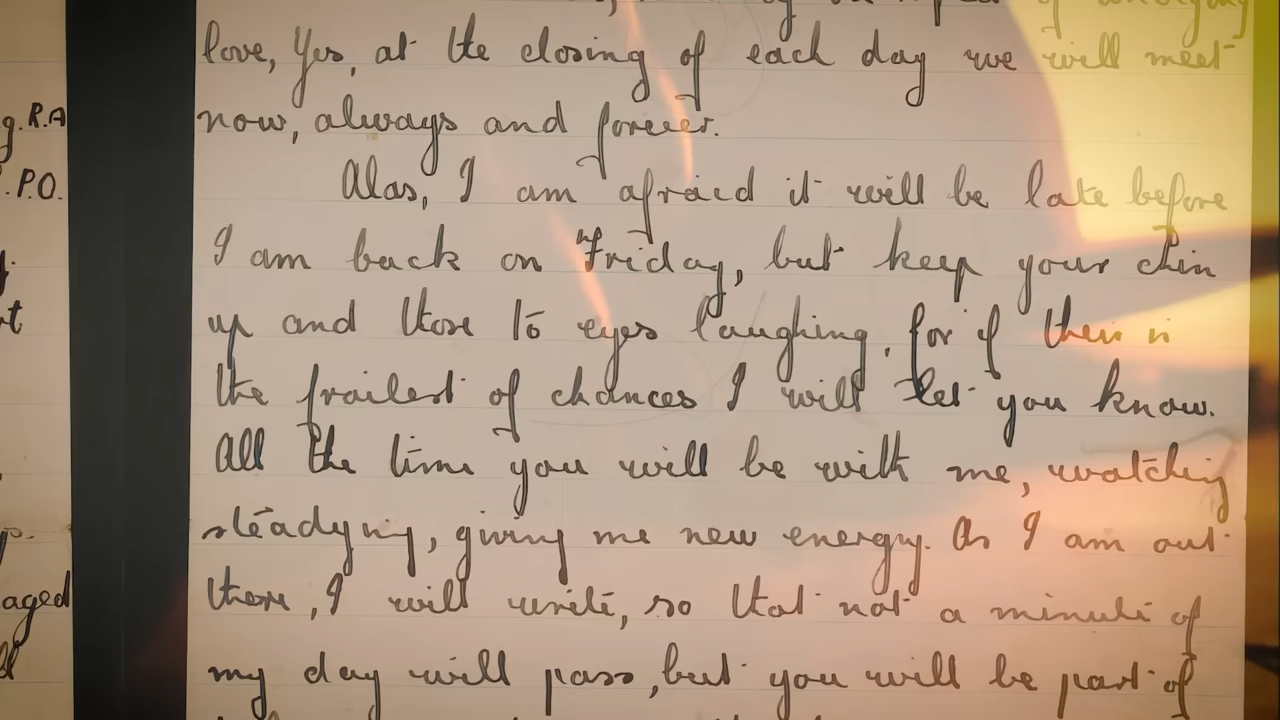 love, Yes, at the closing of each day we will meet
now, always and forever.
Alas, I am afraid it will be late before
I am back on Friday, but keep your chin
up and those to eyes laughing, for if their is
the frailest of chances I will let you know.
All the time you will be with me, watching
steadyny, giving me new energy. As I am out
there, I will write, so that not a minute of
my day will pass, but you will be part of
g. R.A
.P.O.
aged